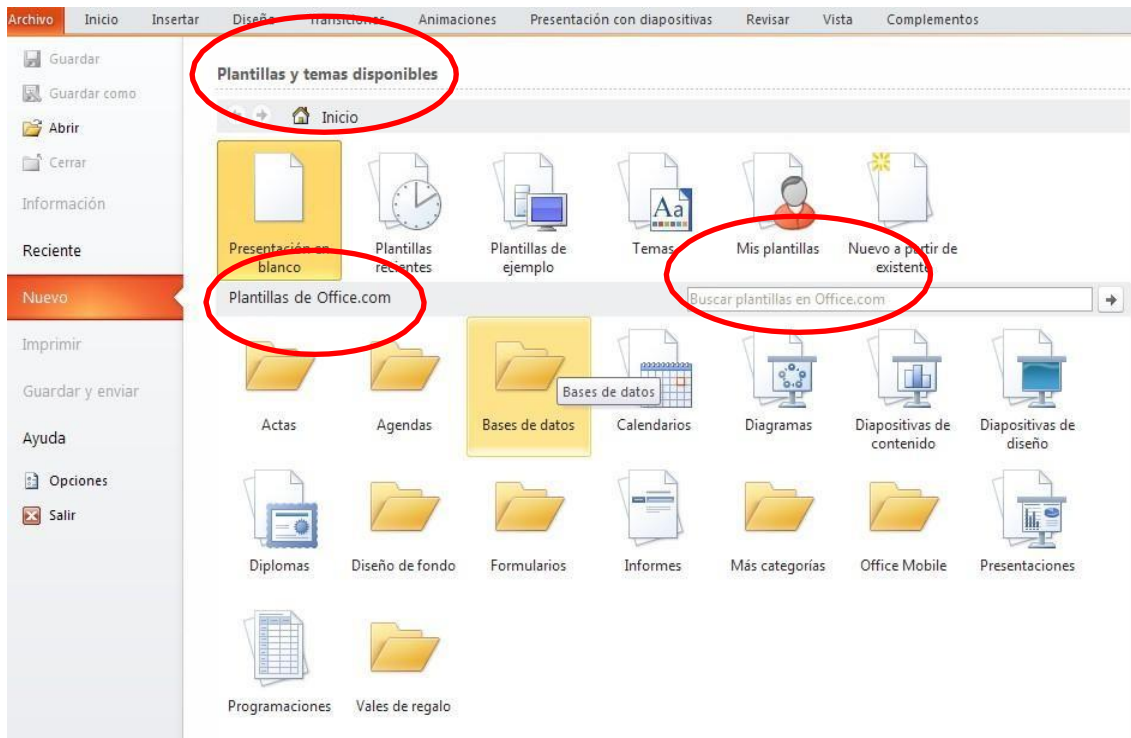 Archivo Inicio Insertar Diseño Transiciones Animaciones Presentación con diapositivas Revisar Vista Complementos
Guardar
Guardar como
Abrir
Cerrar
Información
Reciente
Nuevo
Imprimir
Guardar y enviar
Ayuda
Opciones
Salir
Plantillas y temas disponibles
Inicio
Presentación en
blanco
Plantillas
recientes
Plantillas de
ejemplo
Temas
Mis plantillas
Nuevo a partir de
existente
Plantillas de Office.com
Buscar plantillas en Office.com
Actas
Agendas
Bases de datos
Bases de datos
Calendarios
Diagramas
Diapositivas de
contenido
Diapositivas de
diseño
Diplomas
Diseño de fondo
Formularios
Informes
Más categorías
Office Mobile
Presentaciones
Programaciones
Vales de regalo
Aa